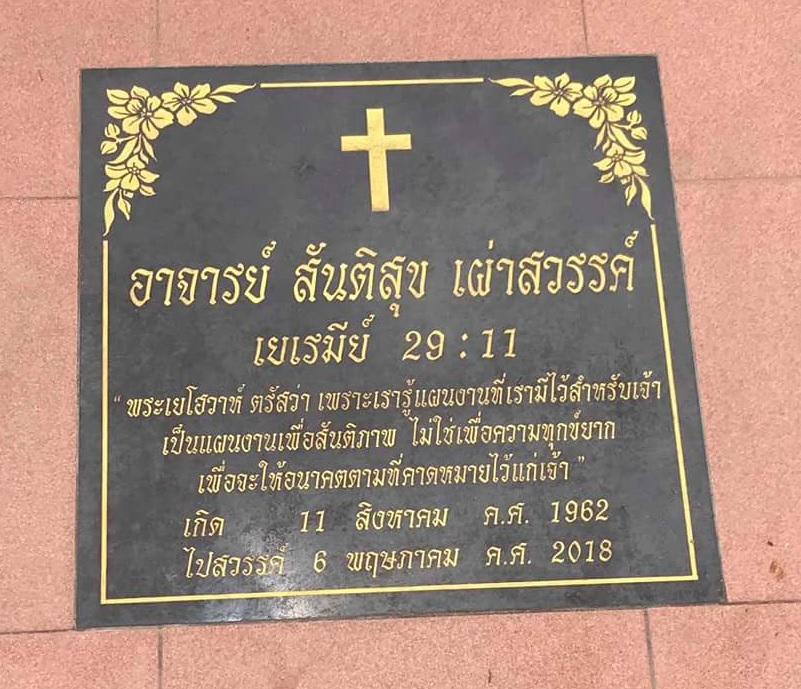 อาจารย์ สันติสุข เผ่าสวรรค์
เยเรมีย์ 29 : 11
“ พระเยโฮวาห์ ตรัสว่า เพราะเรารู้แผนงานที่เรามีไว้สำหรับเจ้า
เป็นแผนงานเพื่อสันติภาพ ไม่ใช่เพื่อความทุกข์ยาก
เพื่อจะให้อนาคตตามที่คาดหมายไว้แก่เจ้า ”
เกิด 11 สิงหาคม ค.ศ. 1962
ไปสวรรค์ 6 พฤษภาคม ค.ศ. 2018